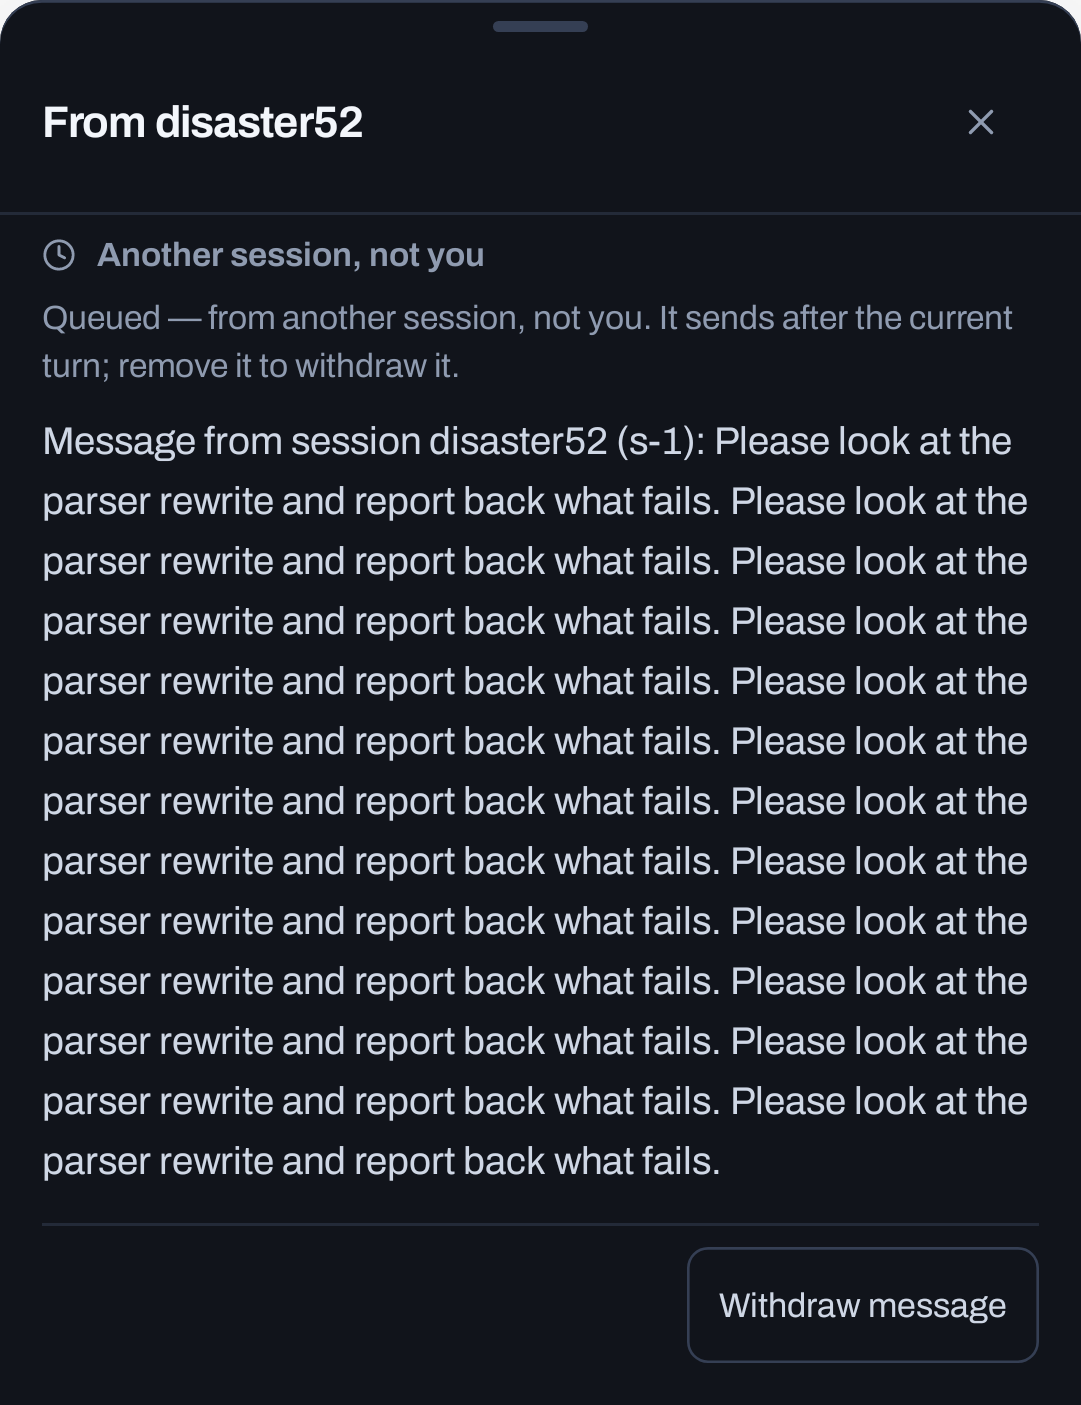 From disaster52
Another session, not you
Queued — from another session, not you. It sends after the current
turn; remove it to withdraw it.
Message from session disaster52 (s-1): Please look at the
parser rewrite and report back what fails. Please look at the
parser rewrite and report back what fails. Please look at the
parser rewrite and report back what fails. Please look at the
parser rewrite and report back what fails. Please look at the
parser rewrite and report back what fails. Please look at the
parser rewrite and report back what fails. Please look at the
parser rewrite and report back what fails. Please look at the
parser rewrite and report back what fails. Please look at the
parser rewrite and report back what fails. Please look at the
parser rewrite and report back what fails. Please look at the
parser rewrite and report back what fails. Please look at the
parser rewrite and report back what fails.
Withdraw message